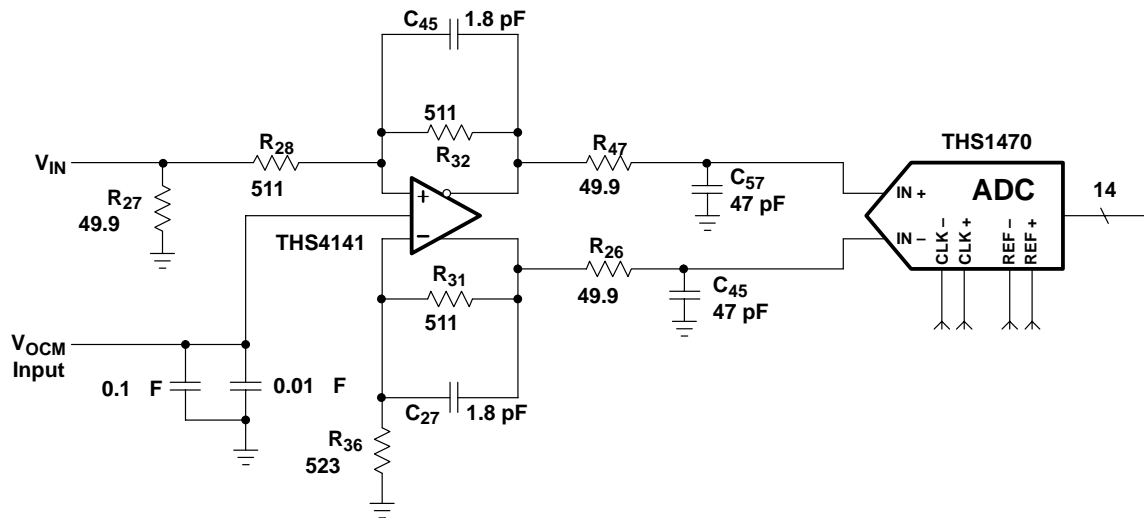 C45 1.8 pF
511
R32
VIN
R28
511
R27
49.9
R47
49.9
C57
47 pF
THS1470
ADC
IN +
IN −
CLK −
CLK +
REF −
REF +
14
+
−
THS4141
R31
511
R26
49.9
C45
47 pF
VOCM
Input
0.1 F
0.01 F
C27 1.8 pF
R36
523